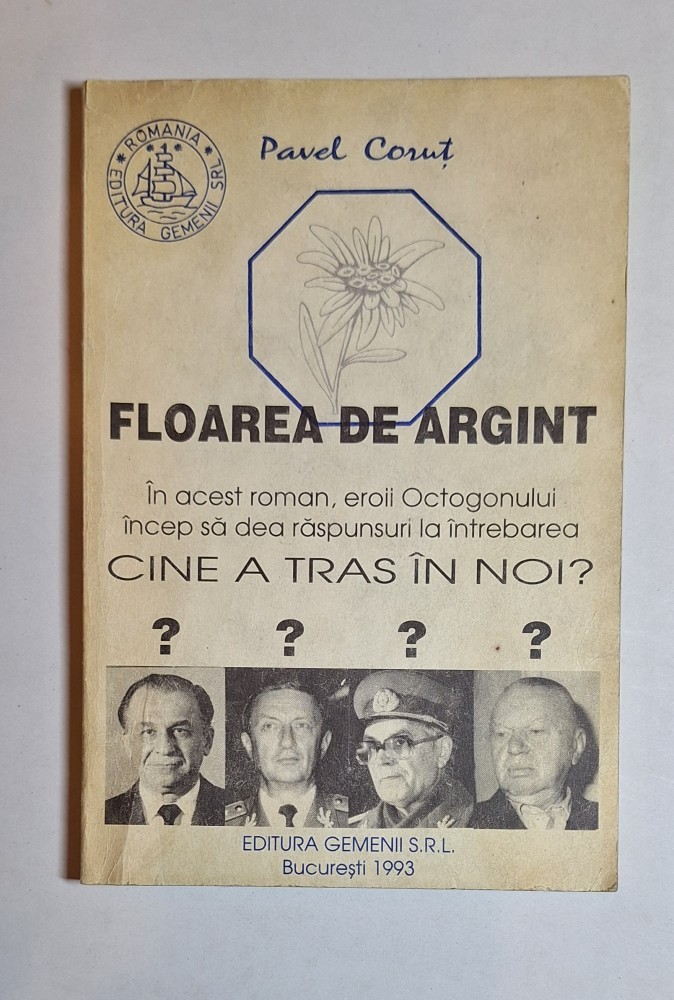 ROMANIA
* 1 *
EDITURA GEMENII SRL
Pavel Coruț
FLOAREA DE ARGINT
În acest roman, eroii Octogonului
încep să dea răspunsuri la întrebarea
CINE A TRAS ÎN NOI?
? ? ? ?
EDITURA GEMENII S.R.L.
București 1993